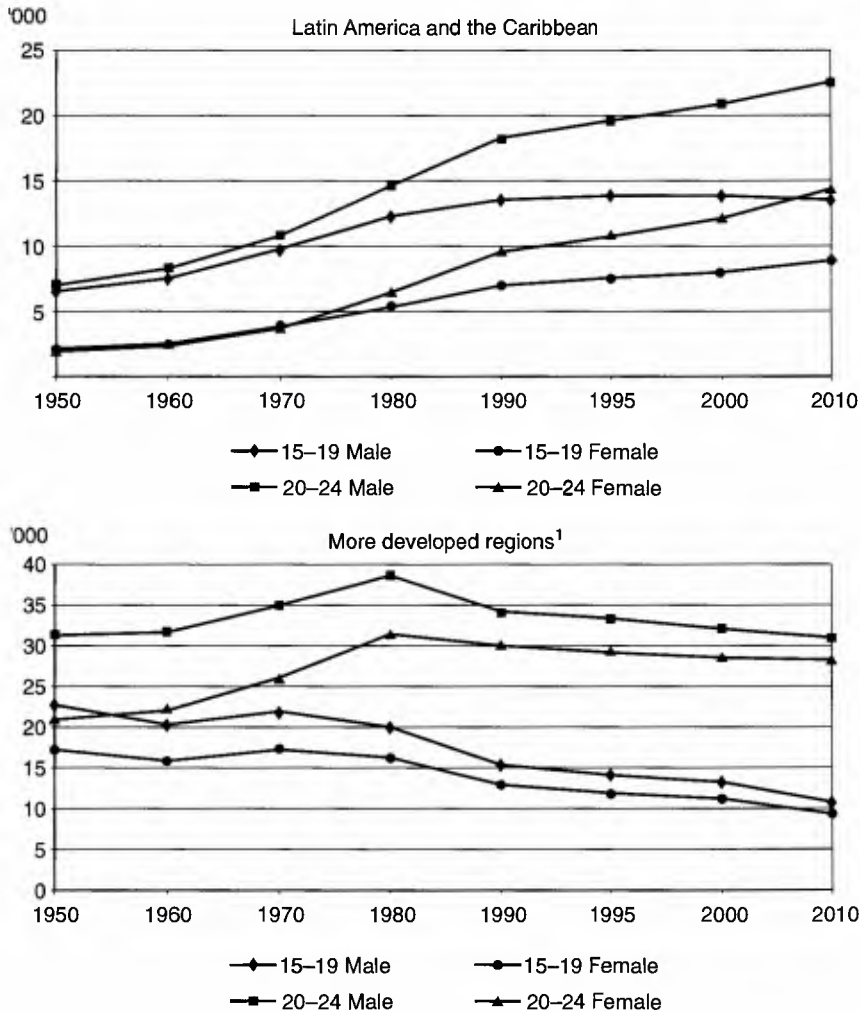 '000
Latin America and the Caribbean
25
20
15
10
5
1950 1960 1970 1980 1990 1995 2000 2010
15–19 Male 15–19 Female
20–24 Male 20–24 Female
'000
More developed regions¹
40
35
30
25
20
15
10
5
0
1950 1960 1970 1980 1990 1995 2000 2010
15–19 Male 15–19 Female
20–24 Male 20–24 Female